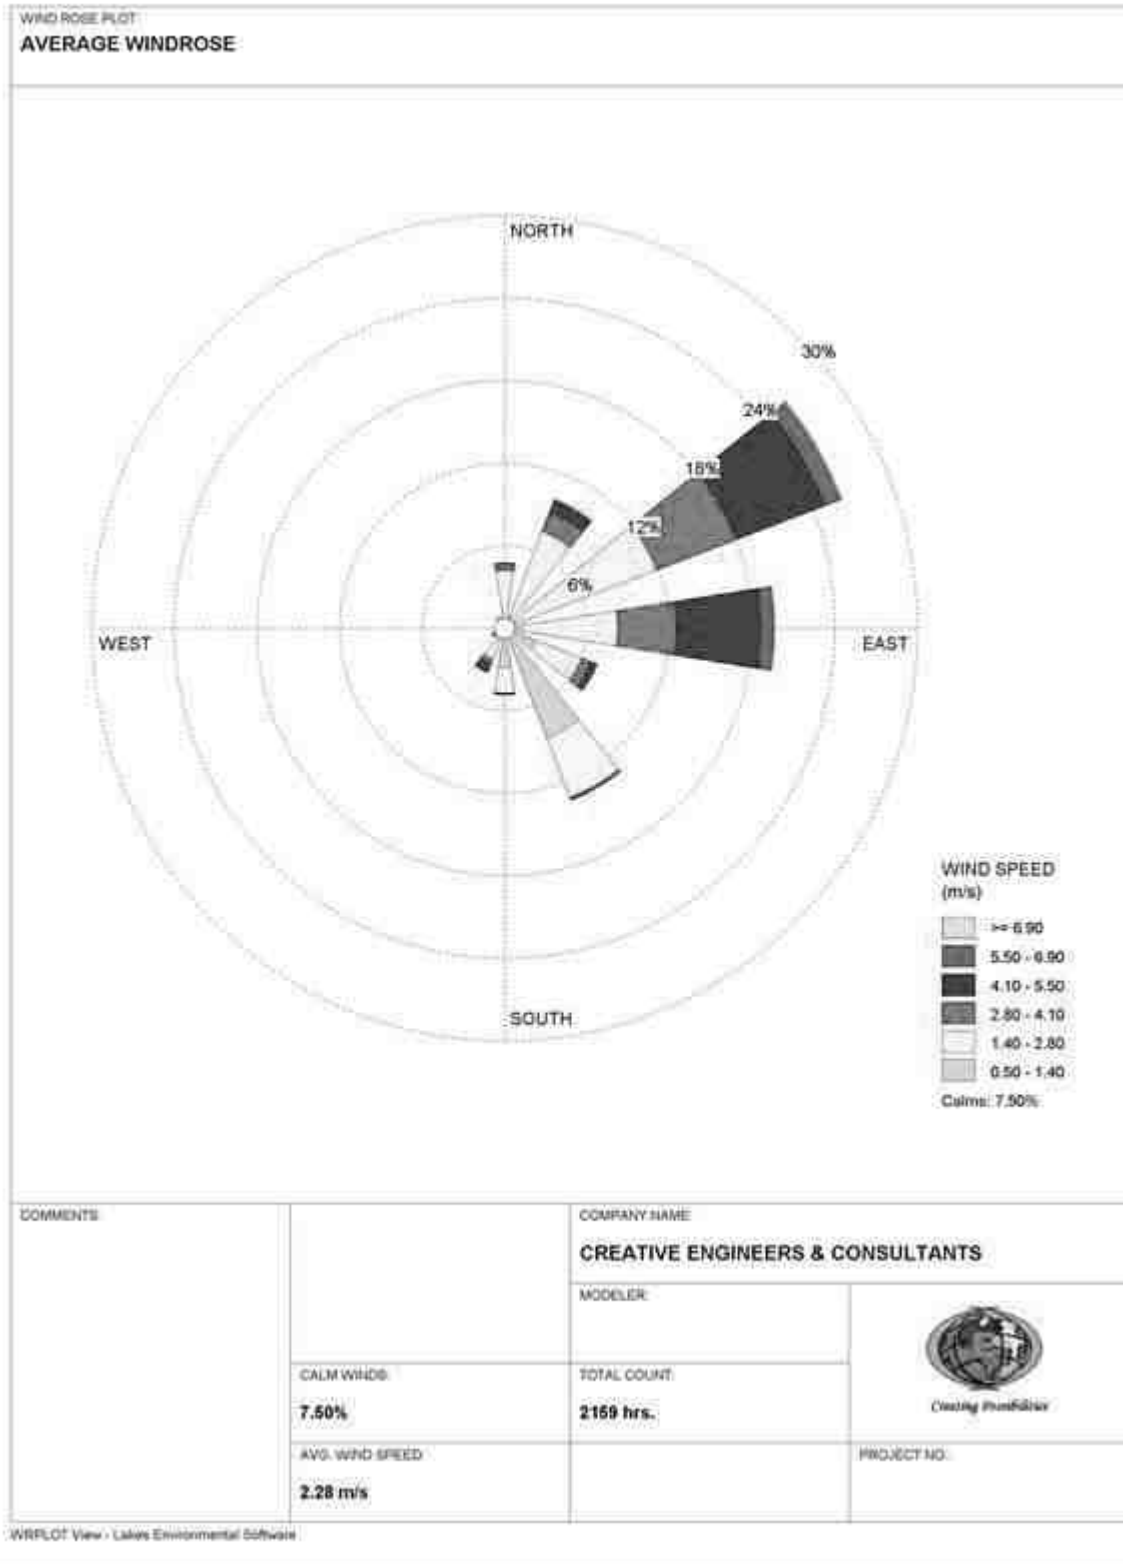 WIND ROSE PLOT:
AVERAGE WINDROSE
NORTH
30%
24%
18%
12%
6%
WEST
EAST
SOUTH
WIND SPEED
(m/s)
>= 6.90
5.50 - 6.90
4.10 - 5.50
2.80 - 4.10
1.40 - 2.80
0.50 - 1.40
Calms: 7.50%
COMMENTS:
COMPANY NAME:
CREATIVE ENGINEERS & CONSULTANTS
MODELER:
CALM WINDS:
7.50%
TOTAL COUNT:
2159 hrs.
Creating Possibilities
AVG. WIND SPEED:
2.28 m/s
PROJECT NO.:
WRPLOT View - Lakes Environmental Software